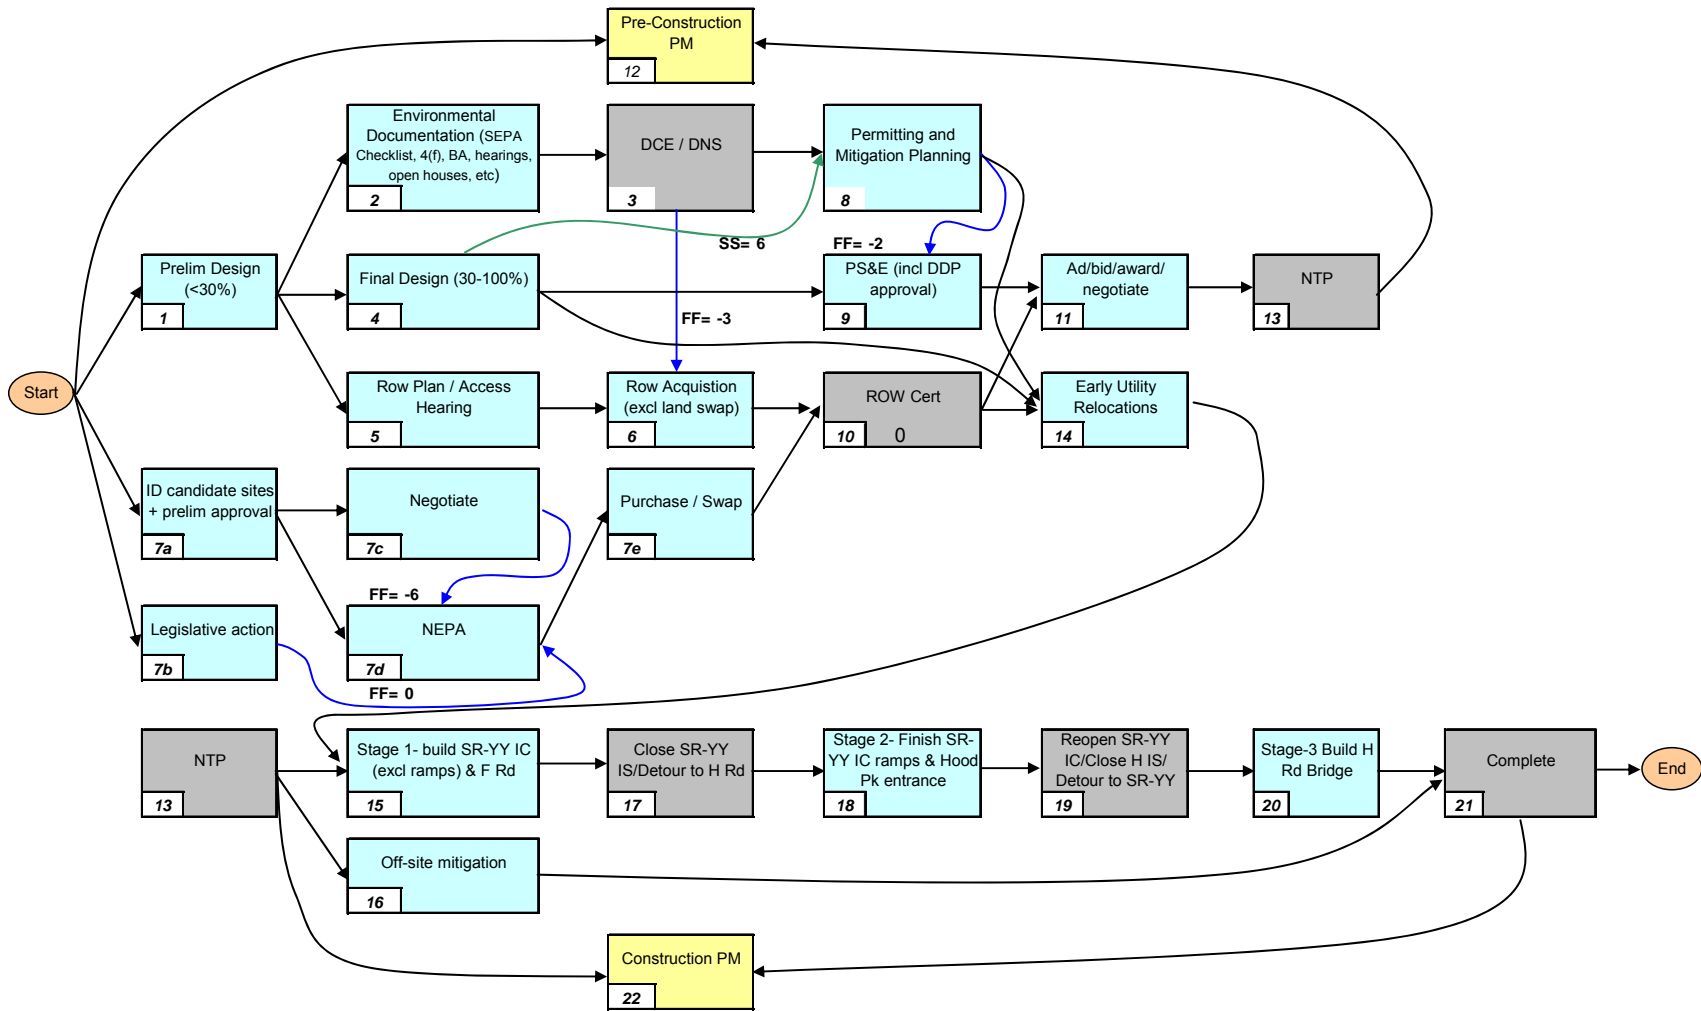 Pre-Construction
PM
12
Environmental
Documentation (SEPA
Checklist, 4(f), BA, hearings,
open houses, etc)
2
DCE / DNS
3
Permitting and
Mitigation Planning
8
SS= 6
FF= -2
Prelim Design
(<30%)
1
Final Design (30-100%)
4
FF= -3
PS&E (incl DDP
approval)
9
Ad/bid/award/
negotiate
11
NTP
13
Start
Row Plan / Access
Hearing
5
Row Acquistion
(excl land swap)
6
ROW Cert
10 0
Early Utility
Relocations
14
ID candidate sites
+ prelim approval
7a
Negotiate
7c
Purchase / Swap
7e
FF= -6
Legislative action
7b
NEPA
7d
FF= 0
NTP
13
Stage 1- build SR-YY IC
(excl ramps) & F Rd
15
Close SR-YY
IS/Detour to H Rd
17
Stage 2- Finish SR-
YY IC ramps & Hood
Pk entrance
18
Reopen SR-YY
IC/Close H IS/
Detour to SR-YY
19
Stage-3 Build H
Rd Bridge
20
Complete
21
End
Off-site mitigation
16
Construction PM
22